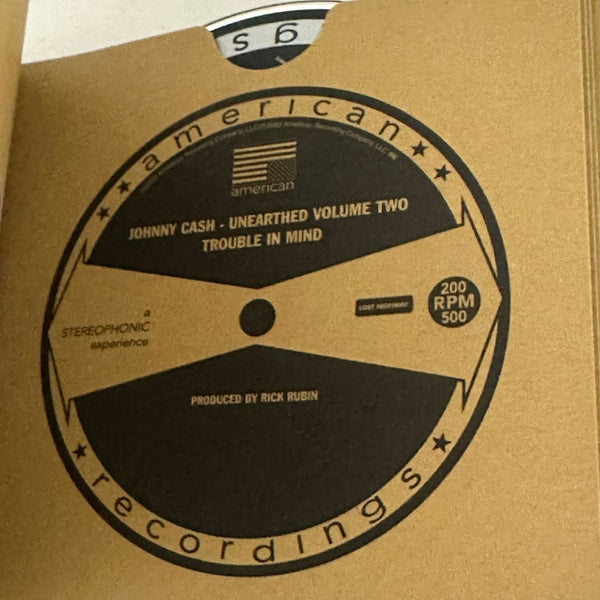 g s
american
american
JOHNNY CASH - UNEARTHED VOLUME TWO
TROUBLE IN MIND
a
STEREOPHONIC
experience
LOST HIGHWAY
200
RPM
500
PRODUCED BY RICK RUBIN
recordings